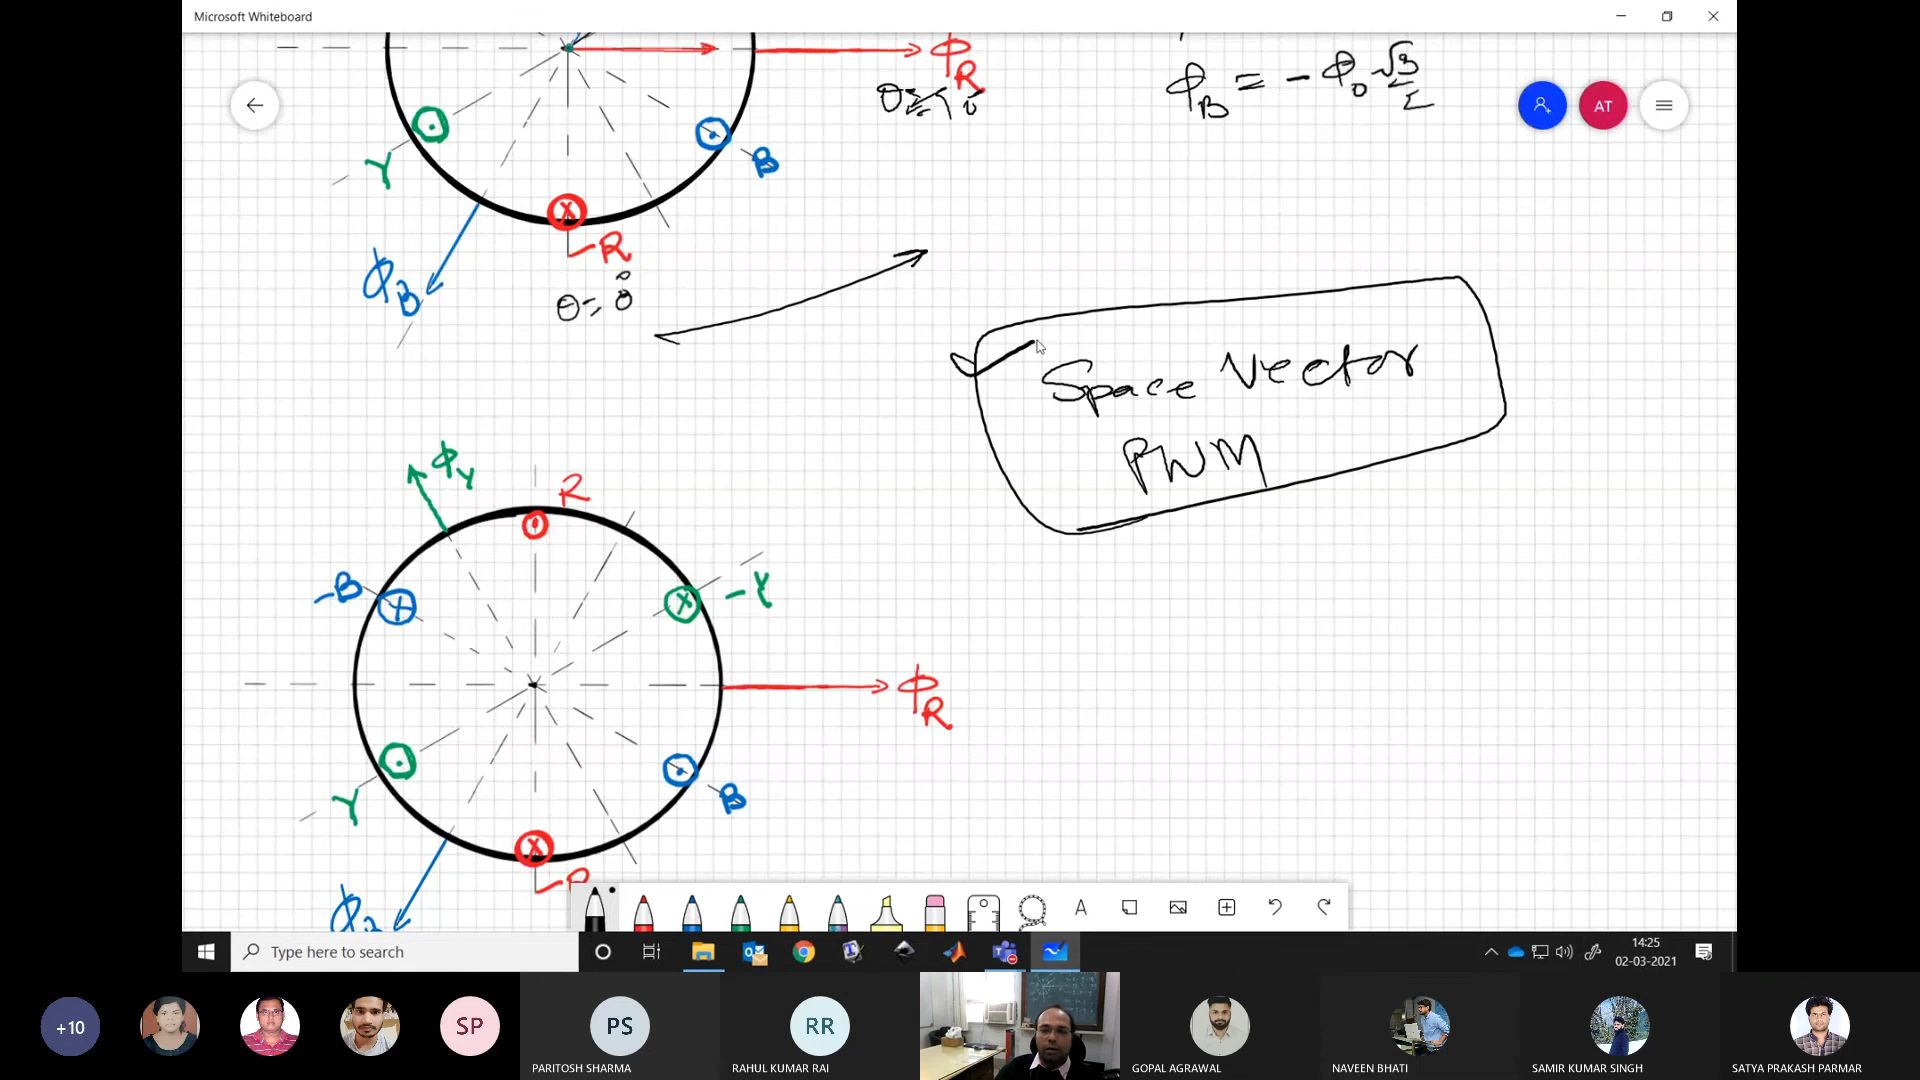 Microsoft Whiteboard
ϕR
ϕB = - ϕ0 √3/2
AT
Y
B
-R
ϕB
θ = 0°
Space Vector
PWM
ϕY
R
-B
-Y
ϕR
Y
B
A
Type here to search
14:25
02-03-2021
+10
SP
PS
RR
PARITOSH SHARMA
RAHUL KUMAR RAI
GOPAL AGRAWAL
NAVEEN BHATI
SAMIR KUMAR SINGH
SATYA PRAKASH PARMAR